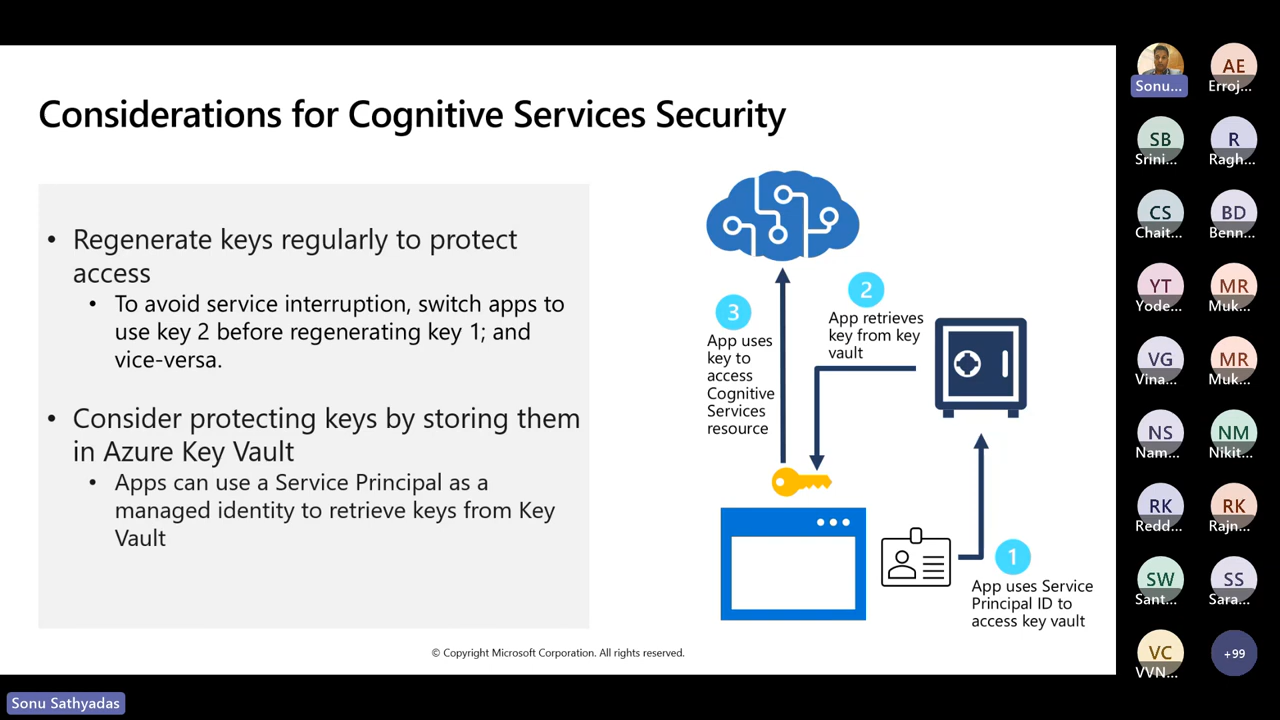 Considerations for Cognitive Services Security
• Regenerate keys regularly to protect
access
• To avoid service interruption, switch apps to
use key 2 before regenerating key 1; and
vice-versa.
• Consider protecting keys by storing them
in Azure Key Vault
• Apps can use a Service Principal as a
managed identity to retrieve keys from Key
Vault
3
App uses
key to
access
Cognitive
Services
resource
2
App retrieves
key from key
vault
1
App uses Service
Principal ID to
access key vault
© Copyright Microsoft Corporation. All rights reserved.
Sonu Sathyadas
Sonu...
AE
Erroj...
SB
Srini...
R
Ragh...
CS
Chait...
BD
Benn...
YT
Yode...
MR
Muk...
VG
Vina...
MR
Muk...
NS
Nam...
NM
Nikit...
RK
Redd...
RK
Rajn...
SW
Sant...
SS
Sara...
VC
VVN...
+99